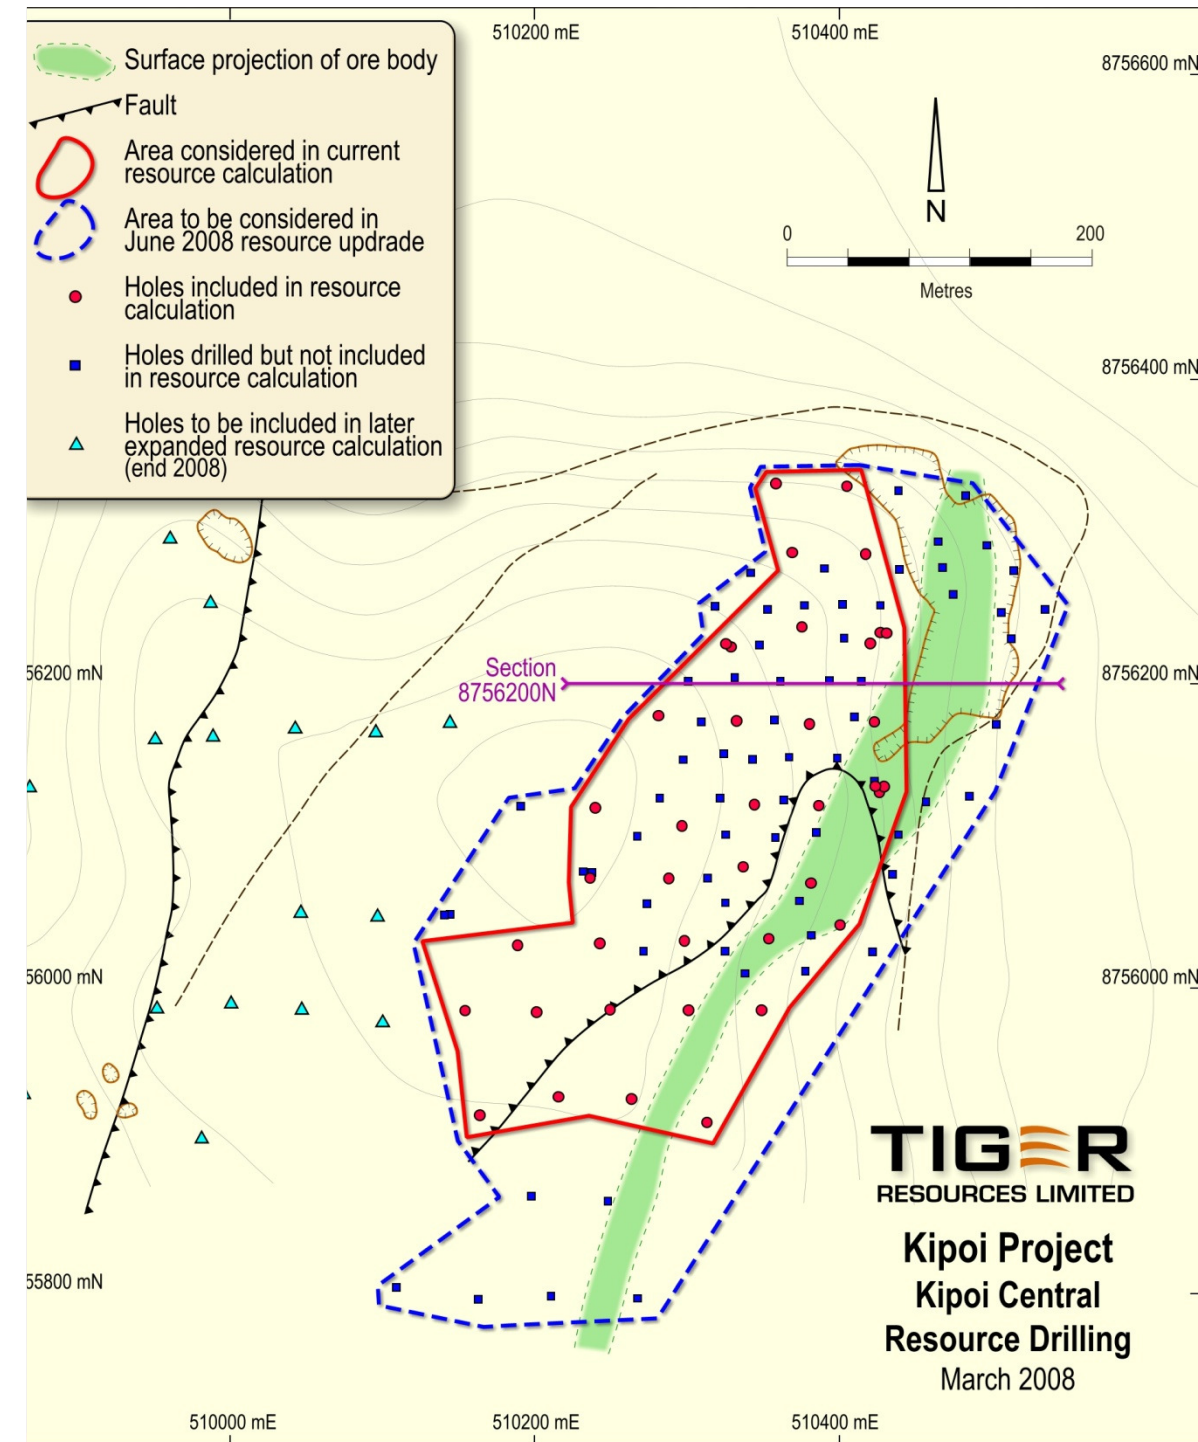 510200 mE
510400 mE
8756600 mN
Surface projection of ore body
Fault
Area considered in current
resource calculation
Area to be considered in
June 2008 resource updrade
Holes included in resource
calculation
Holes drilled but not included
in resource calculation
Holes to be included in later
expanded resource calculation
(end 2008)
N
0 200
Metres
8756400 mN
56200 mN
Section
8756200N
8756200 mN
56000 mN
8756000 mN
55800 mN
TIGER
RESOURCES LIMITED
Kipoi Project
Kipoi Central
Resource Drilling
March 2008
510000 mE
510200 mE
510400 mE